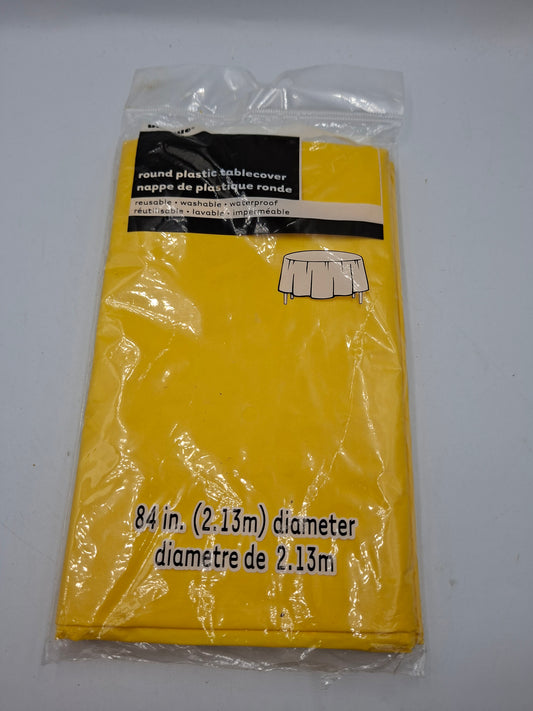 round plastic tablecover
nappe de plastique ronde
reusable • washable • waterproof
réutilisable • lavable • imperméable
84 in. (2.13m) diameter
diametre de 2.13m